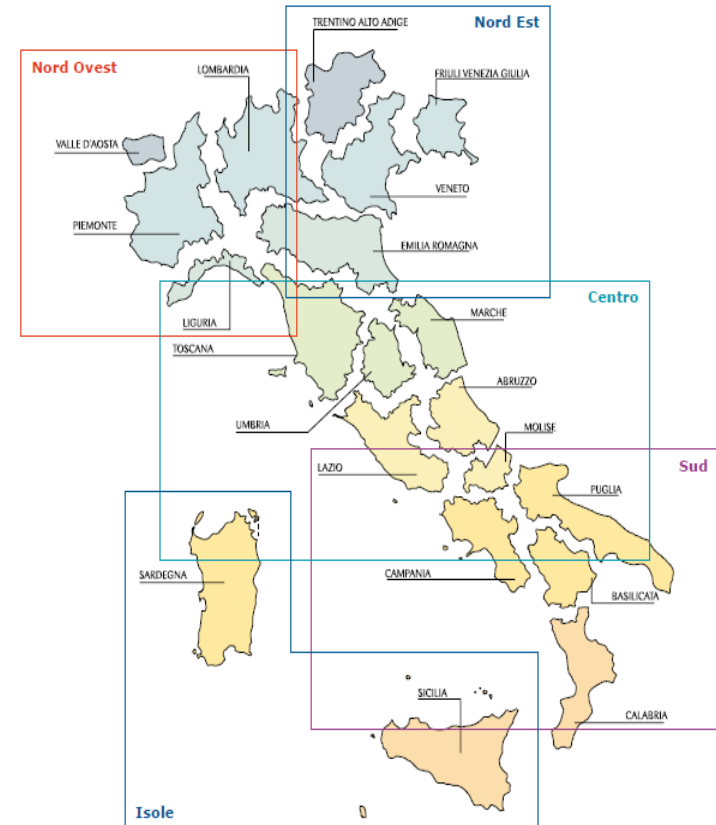 TRENTINO ALTO ADIGE
Nord Est
Nord Ovest
LOMBARDIA
FRIULI VENEZIA GIULIA
VALLE D'AOSTA
VENETO
PIEMONTE
EMILIA ROMAGNA
Centro
MARCHE
LIGURIA
TOSCANA
ABRUZZO
UMBRIA
MOLISE
LAZIO
Sud
PUGLIA
SARDEGNA
CAMPANIA
BASILICATA
SICILIA
CALABRIA
Isole